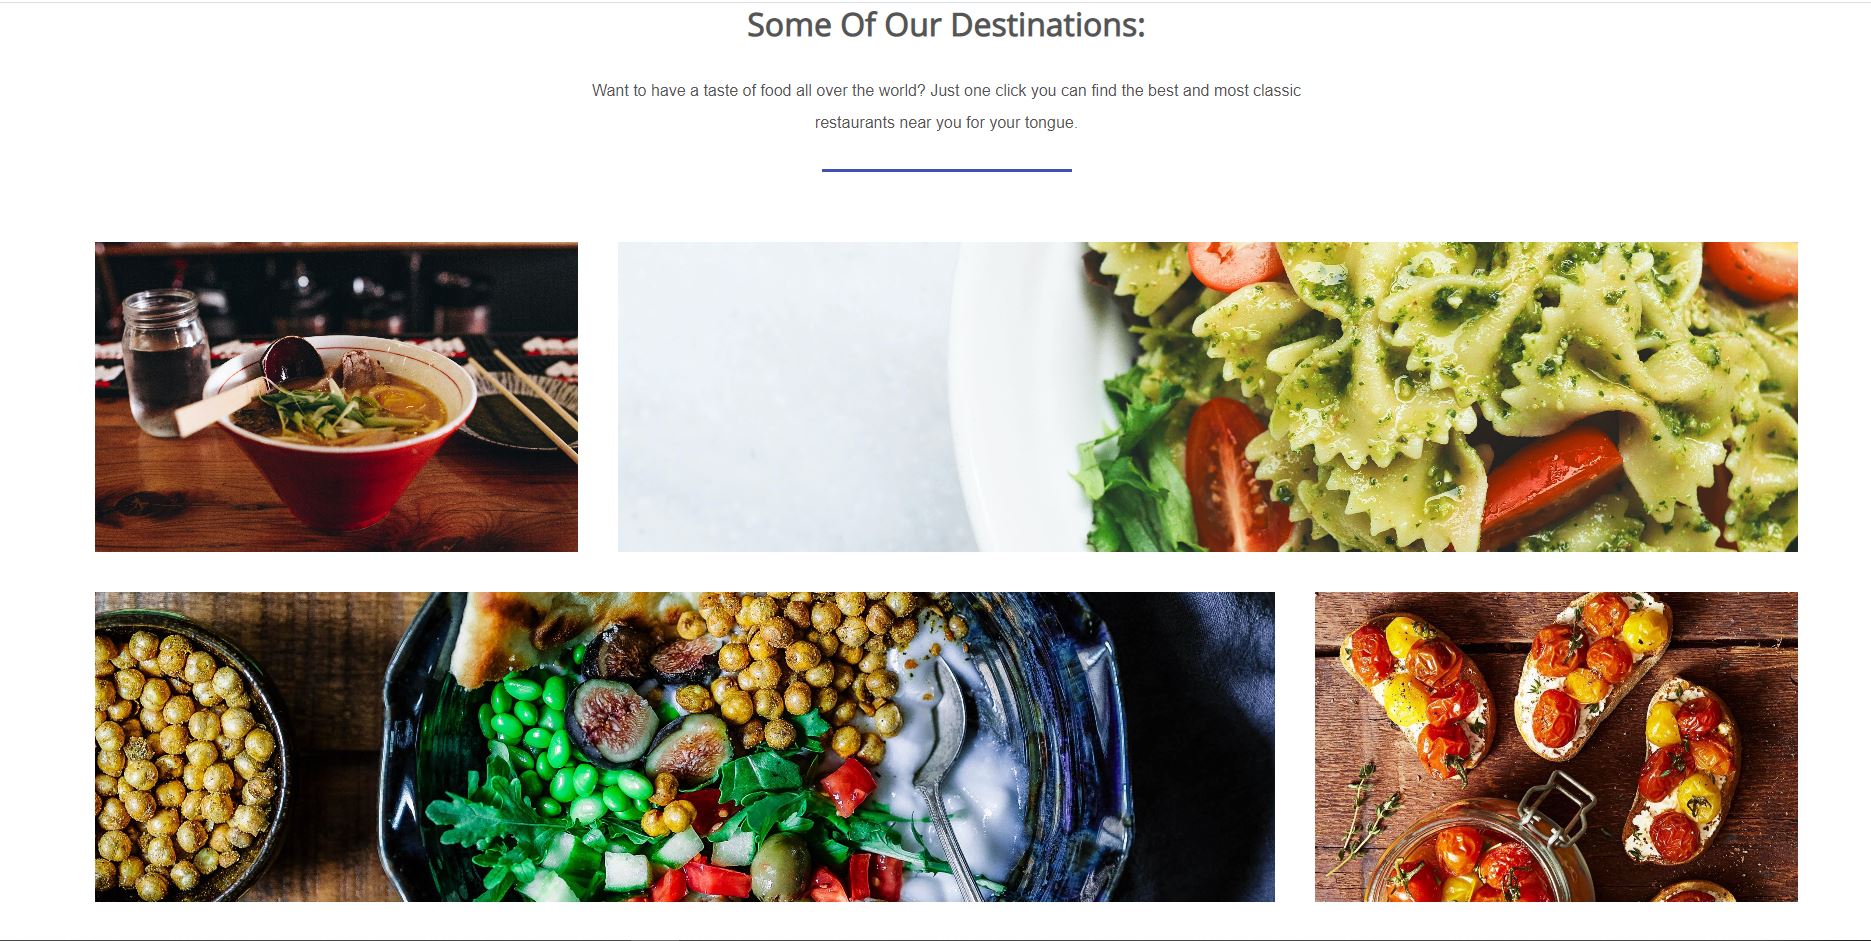 Some Of Our Destinations:
Want to have a taste of food all over the world? Just one click you can find the best and most classic
restaurants near you for your tongue.